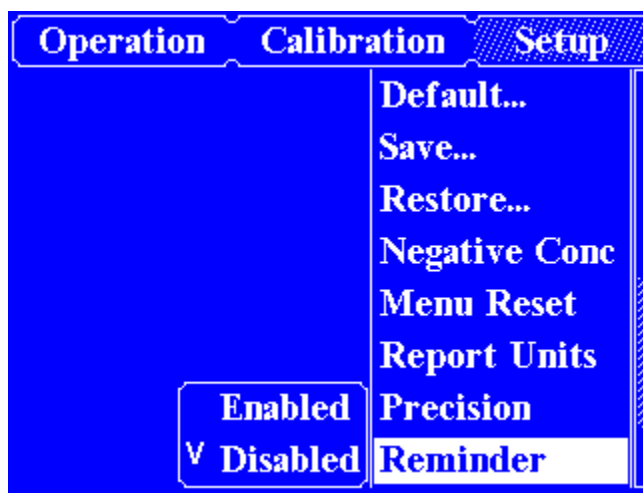 Operation Calibration Setup
Default...
Save...
Restore...
Negative Conc
Menu Reset
Report Units
Enabled Precision
V Disabled Reminder